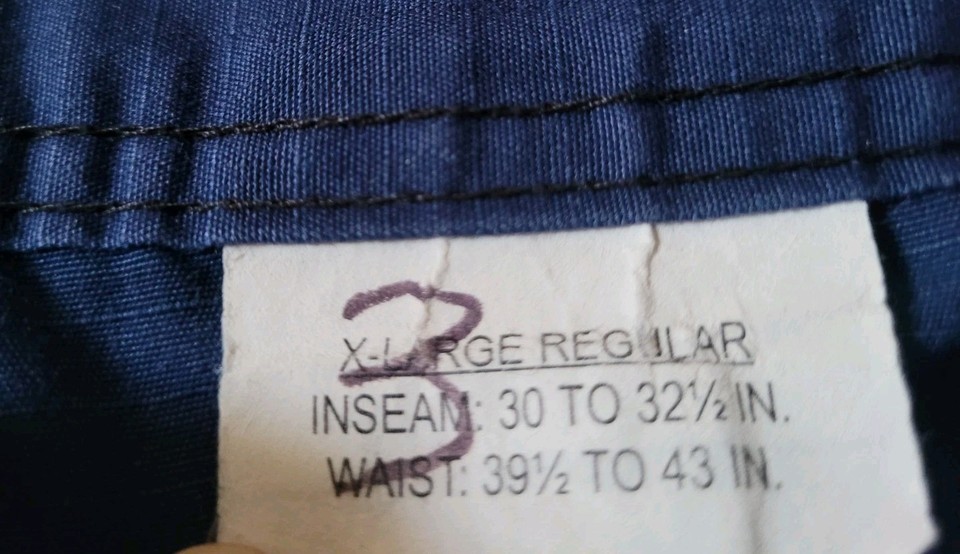 3
X-LARGE REGULAR
INSEAM: 30 TO 32½ IN.
WAIST: 39½ TO 43 IN.